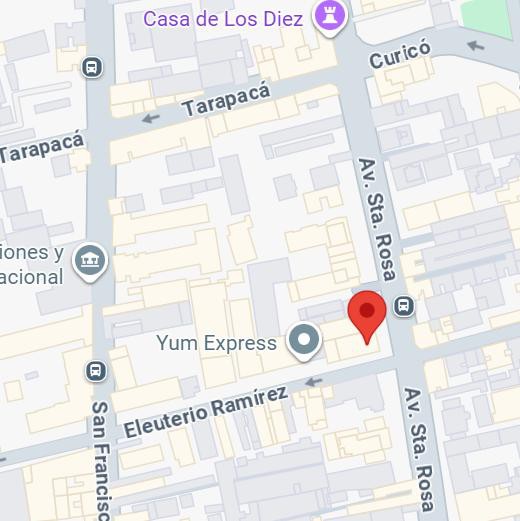 Casa de Los Diez
Curicó
Tarapacá
Tarapacá
Av. Sta. Rosa
iones y
acional
Yum Express
Eleuterio Ramírez
San Francisc
Av. Sta. Rosa